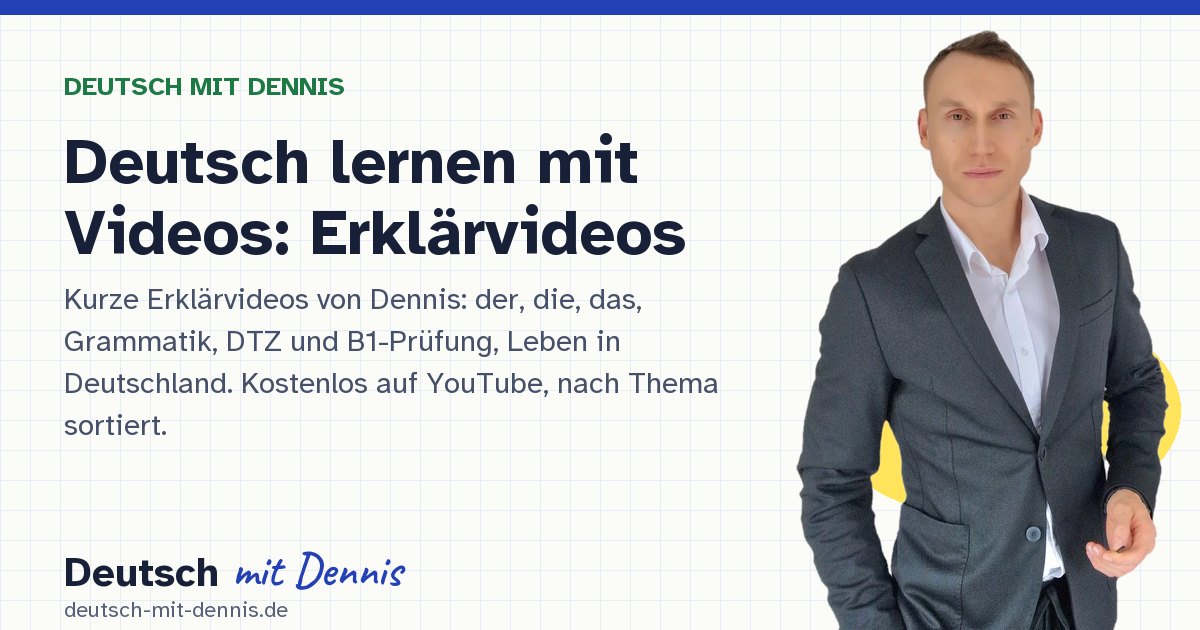 DEUTSCH MIT DENNIS
Deutsch lernen mit
Videos: Erklärvideos
Kurze Erklärvideos von Dennis: der, die, das,
Grammatik, DTZ und B1-Prüfung, Leben in
Deutschland. Kostenlos auf YouTube, nach Thema
sortiert.
Deutsch mit Dennis
deutsch-mit-dennis.de